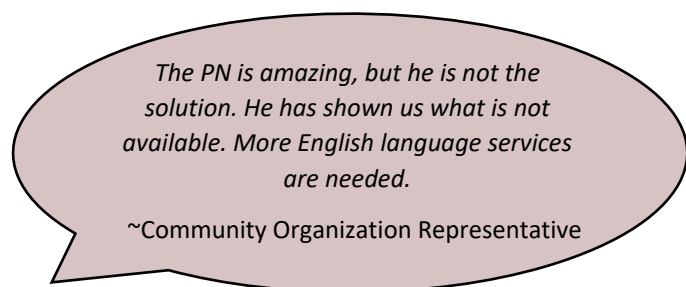 The PN is amazing, but he is not the
solution. He has shown us what is not
available. More English language services
are needed.
~Community Organization Representative